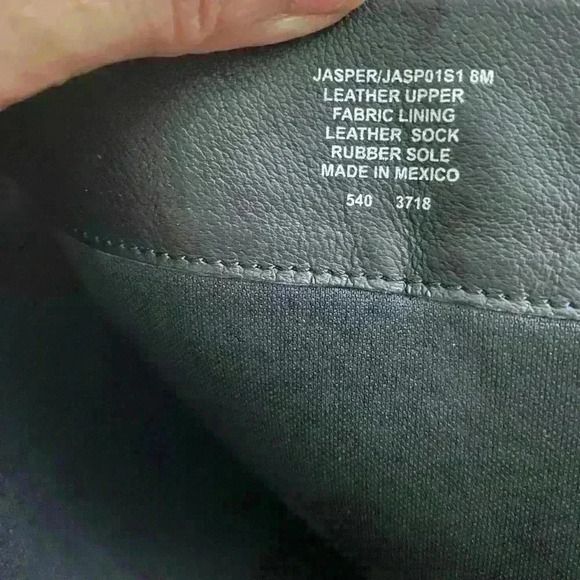 JASPER/JASP01S1 8M
LEATHER UPPER
FABRIC LINING
LEATHER SOCK
RUBBER SOLE
MADE IN MEXICO
540 3718